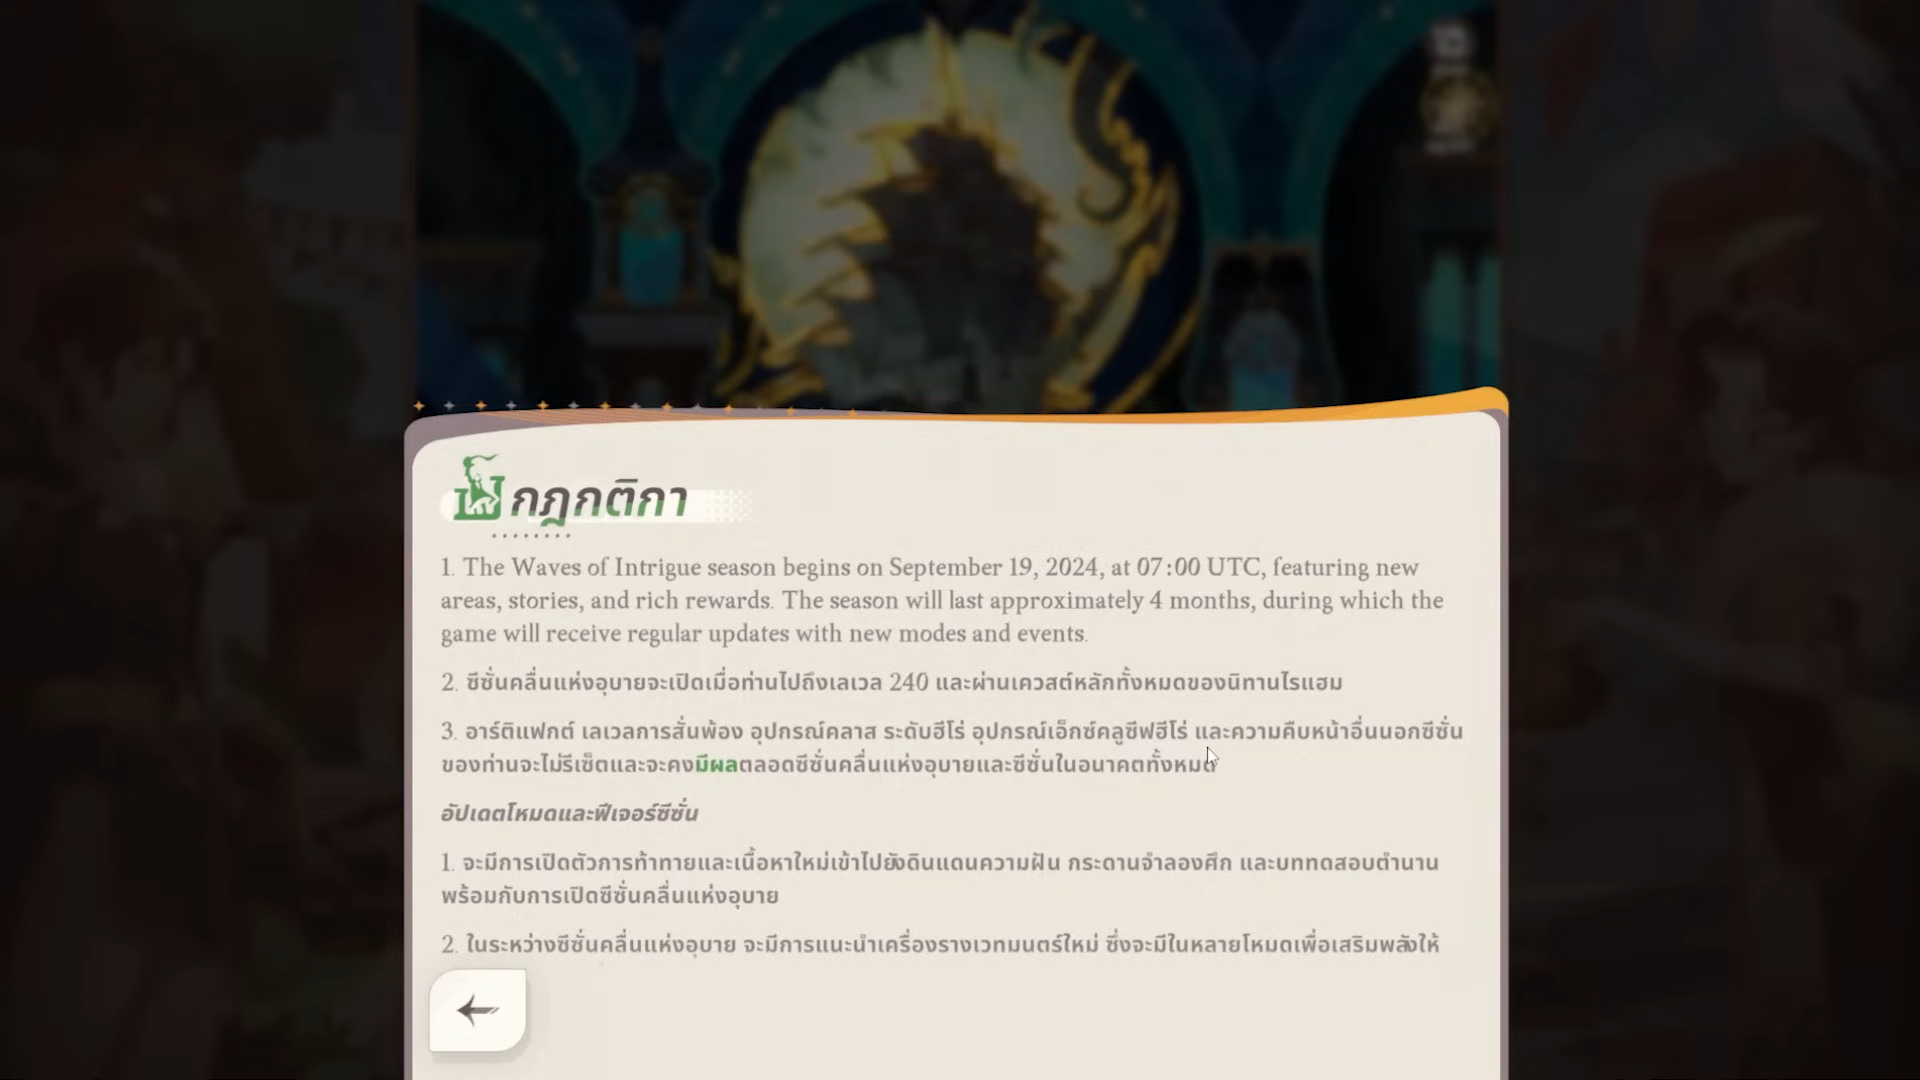 กฎกติกา
1. The Waves of Intrigue season begins on September 19, 2024, at 07:00 UTC, featuring new
areas, stories, and rich rewards. The season will last approximately 4 months, during which the
game will receive regular updates with new modes and events.
2. ซีซั่นคลื่นแห่งอุบายจะเปิดเมื่อท่านไปถึงเลเวล 240 และผ่านเควสต์หลักทั้งหมดของนิทานไรแฮม
3. อาร์ติแฟกต์ เลเวลการสั่นพ้อง อุปกรณ์คลาส ระดับฮีโร่ อุปกรณ์เอ็กซ์คลูซีฟฮีโร่ และความคืบหน้าอื่นนอกซีซั่น
ของท่านจะไม่รีเซ็ตและจะคงมีผลตลอดซีซั่นคลื่นแห่งอุบายและซีซั่นในอนาคตทั้งหมด
อัปเดตโหมดและฟีเจอร์ซีซั่น
1. จะมีการเปิดตัวการท้าทายและเนื้อหาใหม่เข้าไปยังดินแดนความฝัน กระดานจำลองศึก และบททดสอบตำนาน
พร้อมกับการเปิดซีซั่นคลื่นแห่งอุบาย
2. ในระหว่างซีซั่นคลื่นแห่งอุบาย จะมีการแนะนำเครื่องรางเวทมนตร์ใหม่ ซึ่งจะมีในหลายโหมดเพื่อเสริมพลังให้